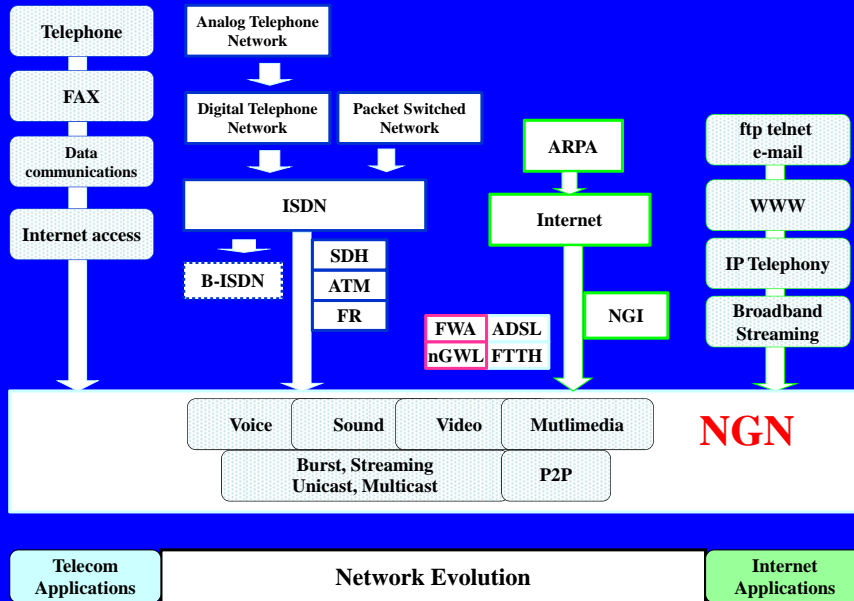 Telephone
FAX
Data
communications
Internet access
Analog Telephone
Network
Digital Telephone
Network
Packet Switched
Network
ISDN
B-ISDN
SDH
ATM
FR
ARPA
Internet
NGI
FWA
ADSL
nGWL
FTTH
ftp telnet
e-mail
WWW
IP Telephony
Broadband
Streaming
Voice
Sound
Video
Mutlimedia
NGN
Burst, Streaming
Unicast, Multicast
P2P
Telecom
Applications
Network Evolution
Internet
Applications